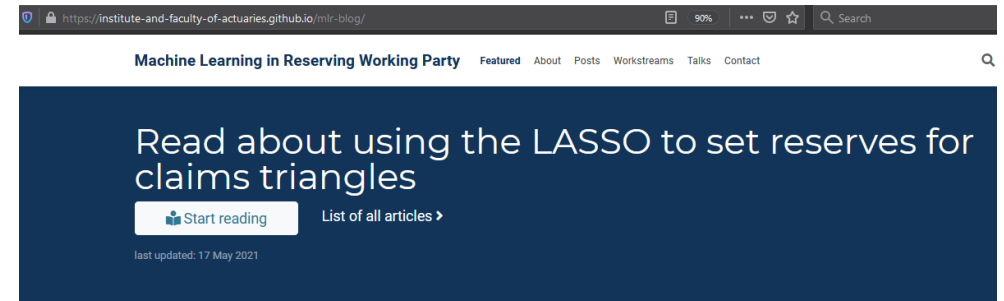 https://institute-and-faculty-of-actuaries.github.io/mlr-blog/ 90% Search
Machine Learning in Reserving Working Party Featured About Posts Workstreams Talks Contact
Read about using the LASSO to set reserves for
claims triangles
Start reading List of all articles
last updated: 17 May 2021